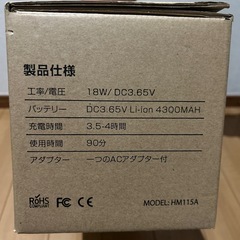 製品仕様
工率/電圧 18W/DC3.65V
バッテリー DC3.65V Li-ion 4300MAH
充電時間 3.5-4時間
使用時間 90分
アダプター 一つのACアダプター付
RoHS COMPLIANT CE FC MODEL: HM115A